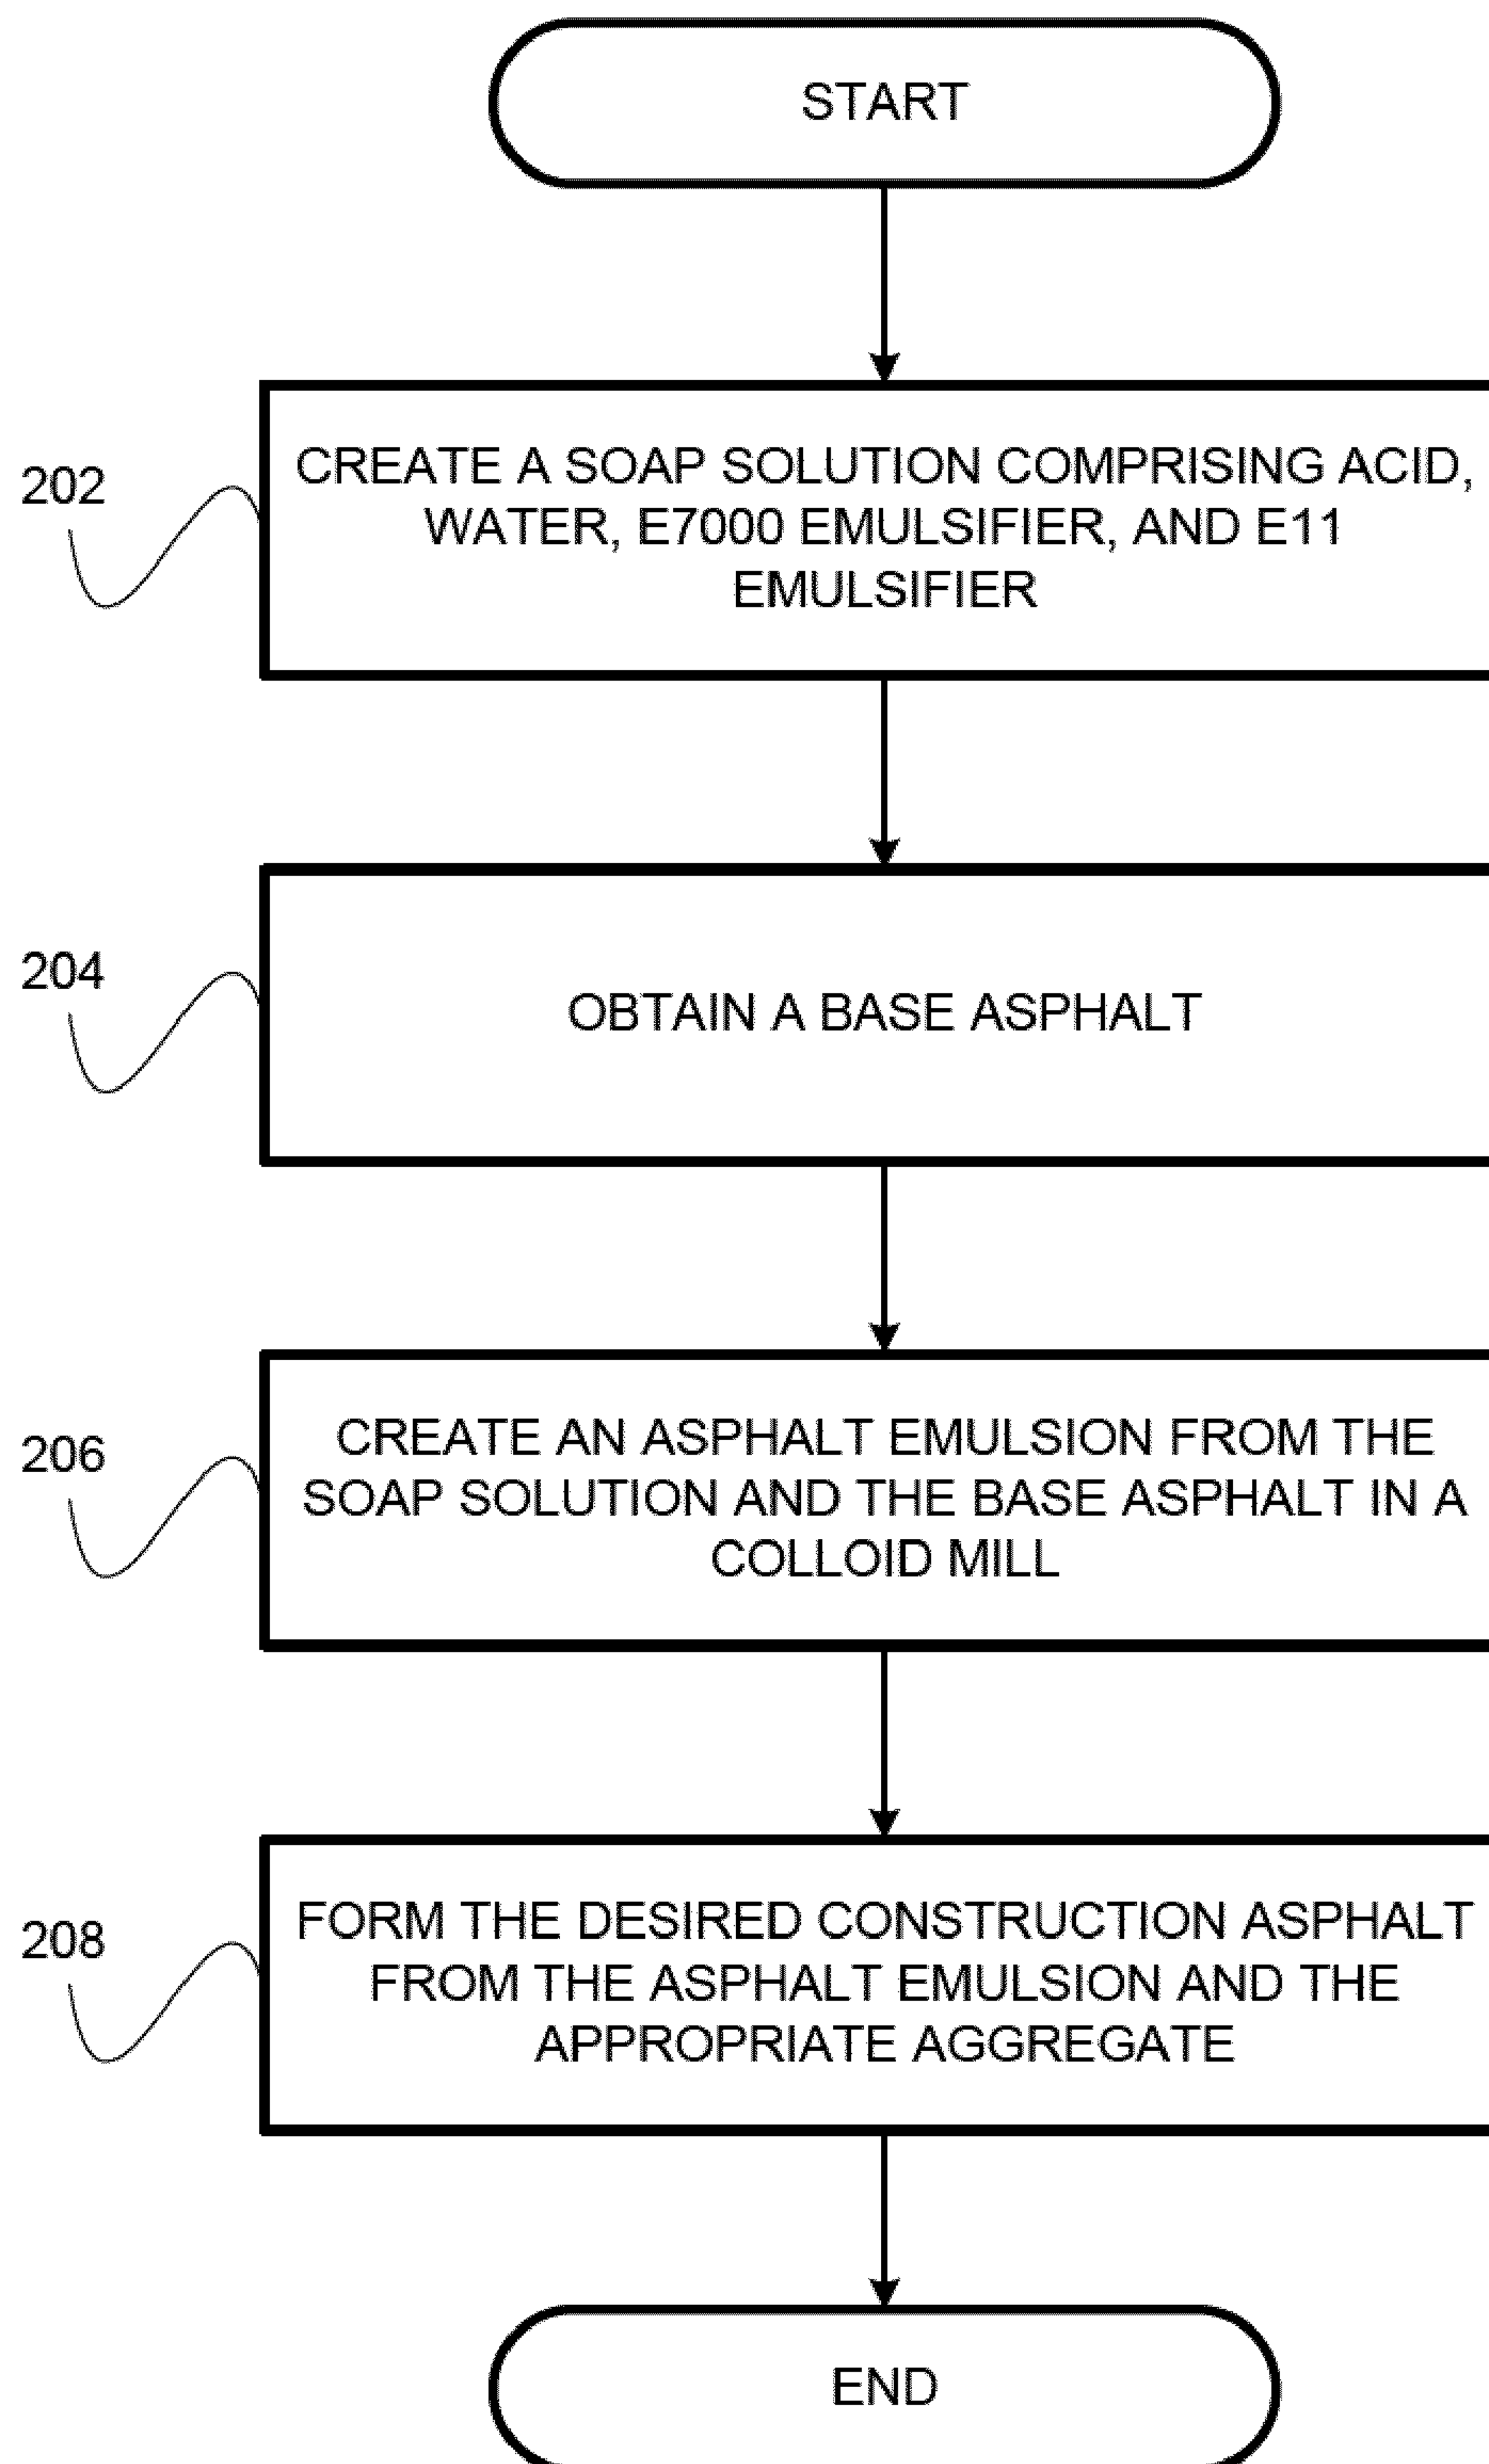 START
202
CREATE A SOAP SOLUTION COMPRISING ACID,
WATER, E7000 EMULSIFIER, AND E11
EMULSIFIER
204
OBTAIN A BASE ASPHALT
206
CREATE AN ASPHALT EMULSION FROM THE
SOAP SOLUTION AND THE BASE ASPHALT IN A
COLLOID MILL
208
FORM THE DESIRED CONSTRUCTION ASPHALT
FROM THE ASPHALT EMULSION AND THE
APPROPRIATE AGGREGATE
END